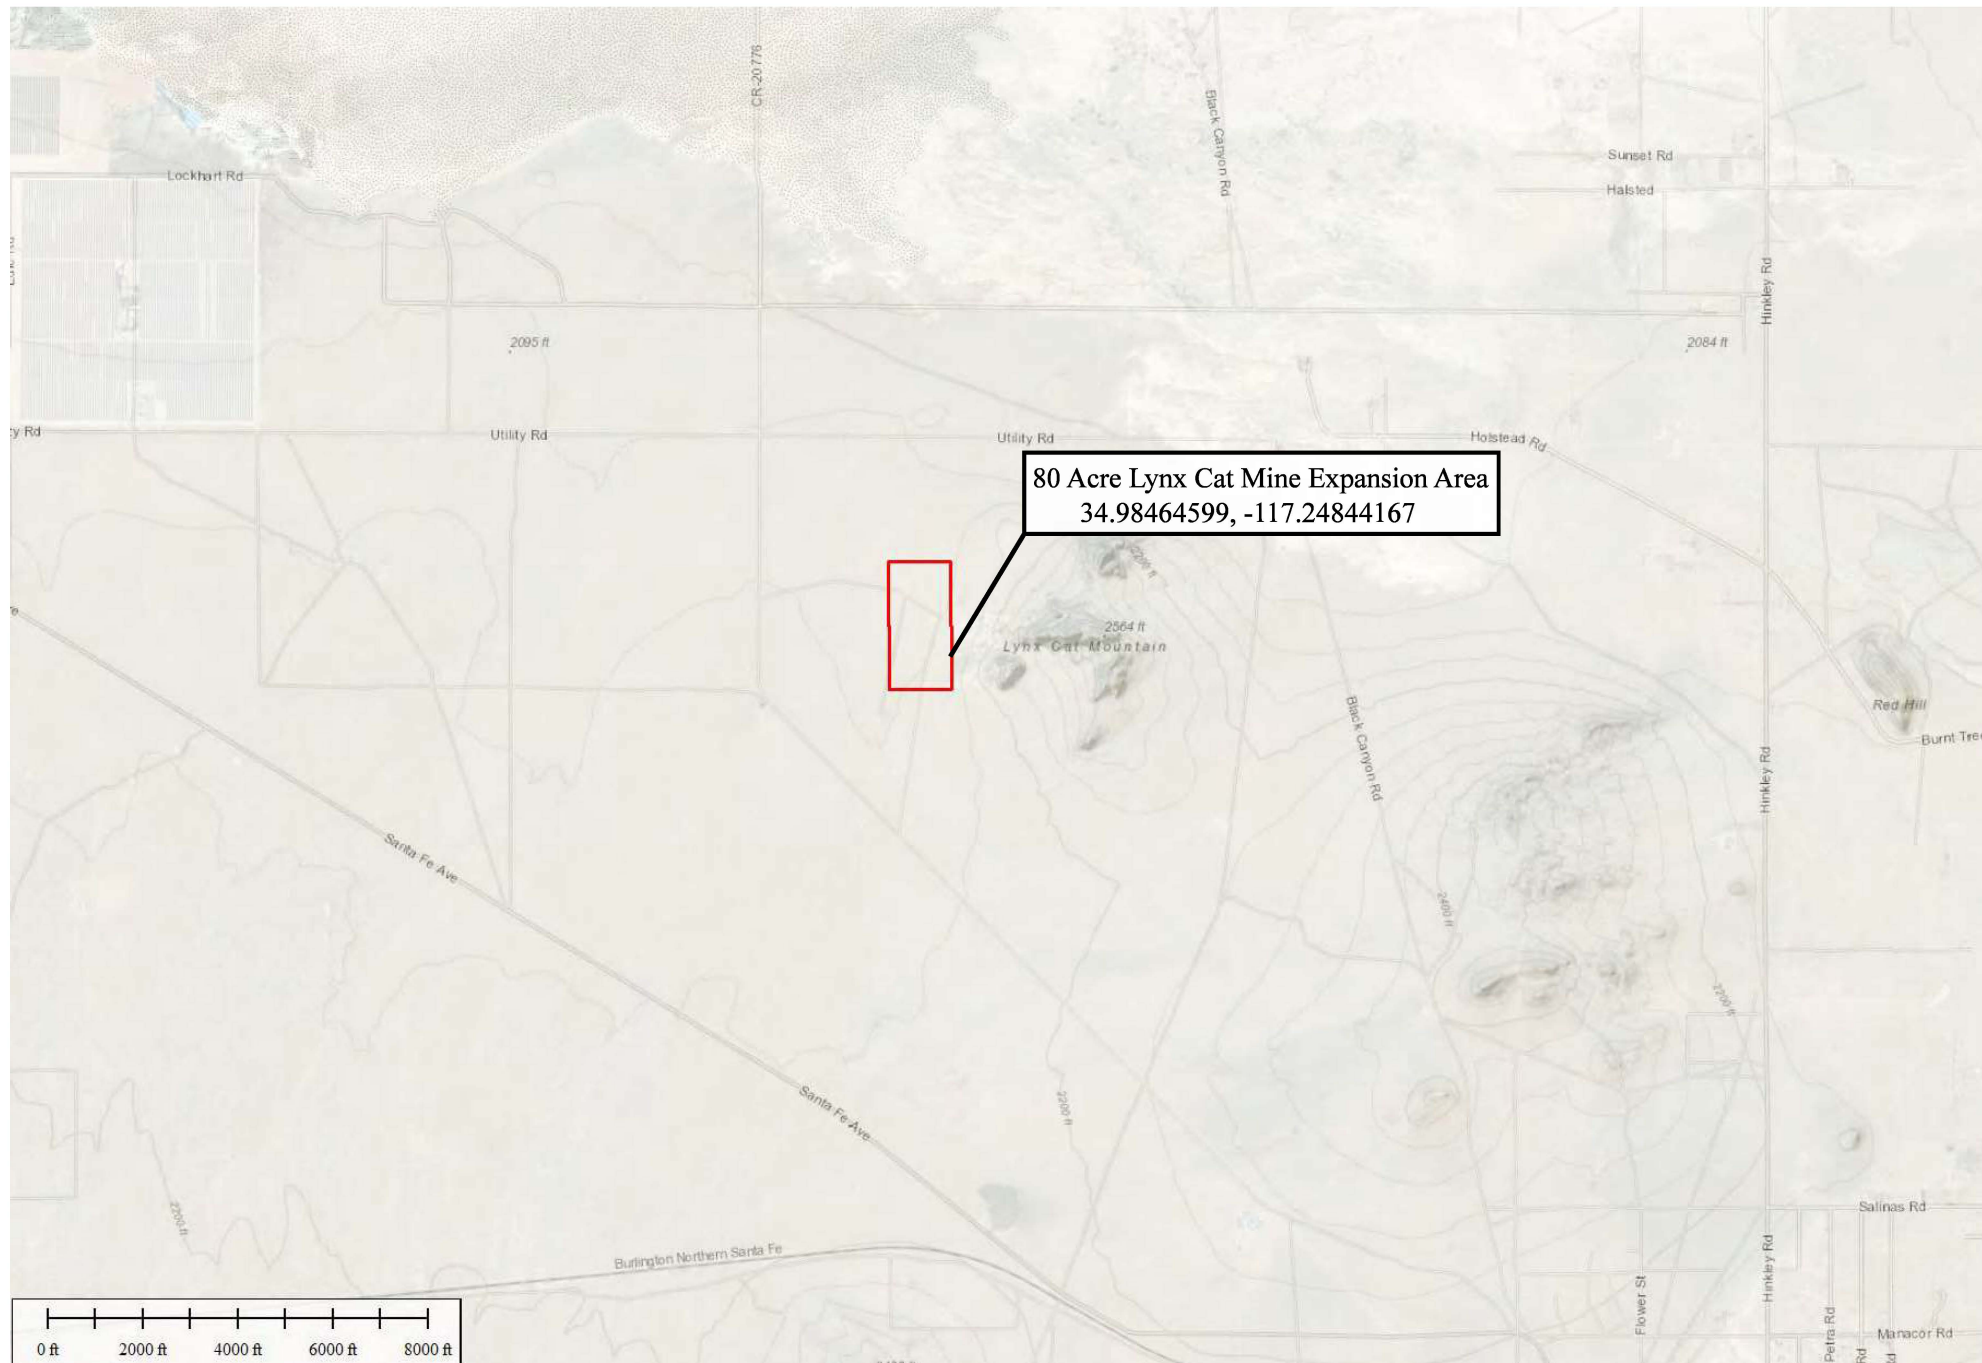 CR-20776
Black Canyon Rd
Sunset Rd
Halsted
Lockhart Rd
Hinkley Rd
2095 ft
2084 ft
y Rd
Utility Rd
Utility Rd
Holstead Rd
80 Acre Lynx Cat Mine Expansion Area
34.98464599, -117.24844167
2200 ft
2564 ft
Lynx Cat Mountain
Black Canyon Rd
Red Hill
Burnt Tree
Hinkley Rd
Santa Fe Ave
2400 ft
2200 ft
Santa Fe Ave
2200 ft
2200 ft
Salinas Rd
Burlington Northern Santa Fe
Hinkley Rd
Flower St
Petra Rd
Rd
Manacor Rd
0 ft
2000 ft
4000 ft
6000 ft
8000 ft